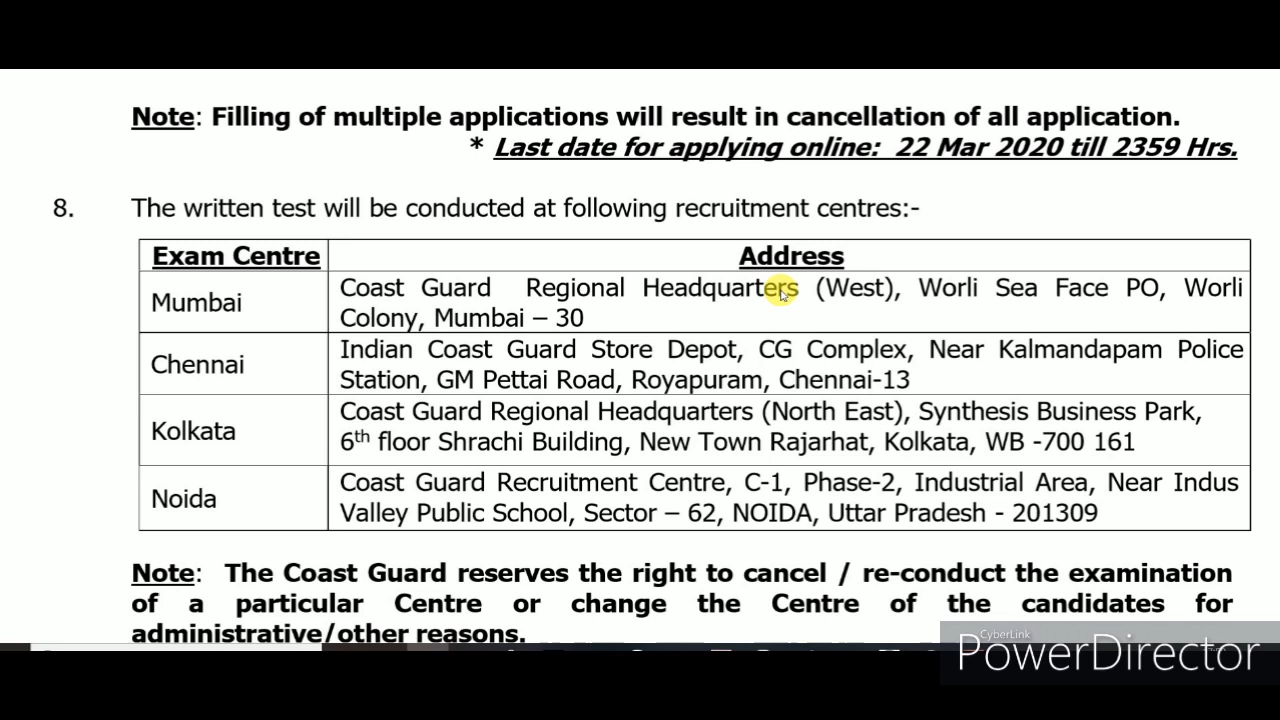 Note: Filling of multiple applications will result in cancellation of all application.
* Last date for applying online: 22 Mar 2020 till 2359 Hrs.
8. The written test will be conducted at following recruitment centres:-
Exam Centre Address
Mumbai
Coast Guard Regional Headquarters (West), Worli Sea Face PO, Worli
Colony, Mumbai – 30
Chennai
Indian Coast Guard Store Depot, CG Complex, Near Kalmandapam Police
Station, GM Pettai Road, Royapuram, Chennai-13
Kolkata
Coast Guard Regional Headquarters (North East), Synthesis Business Park,
6th floor Shrachi Building, New Town Rajarhat, Kolkata, WB -700 161
Noida
Coast Guard Recruitment Centre, C-1, Phase-2, Industrial Area, Near Indus
Valley Public School, Sector – 62, NOIDA, Uttar Pradesh - 201309
Note: The Coast Guard reserves the right to cancel / re-conduct the examination
of a particular Centre or change the Centre of the candidates for
administrative/other reasons.
CyberLink
PowerDirector